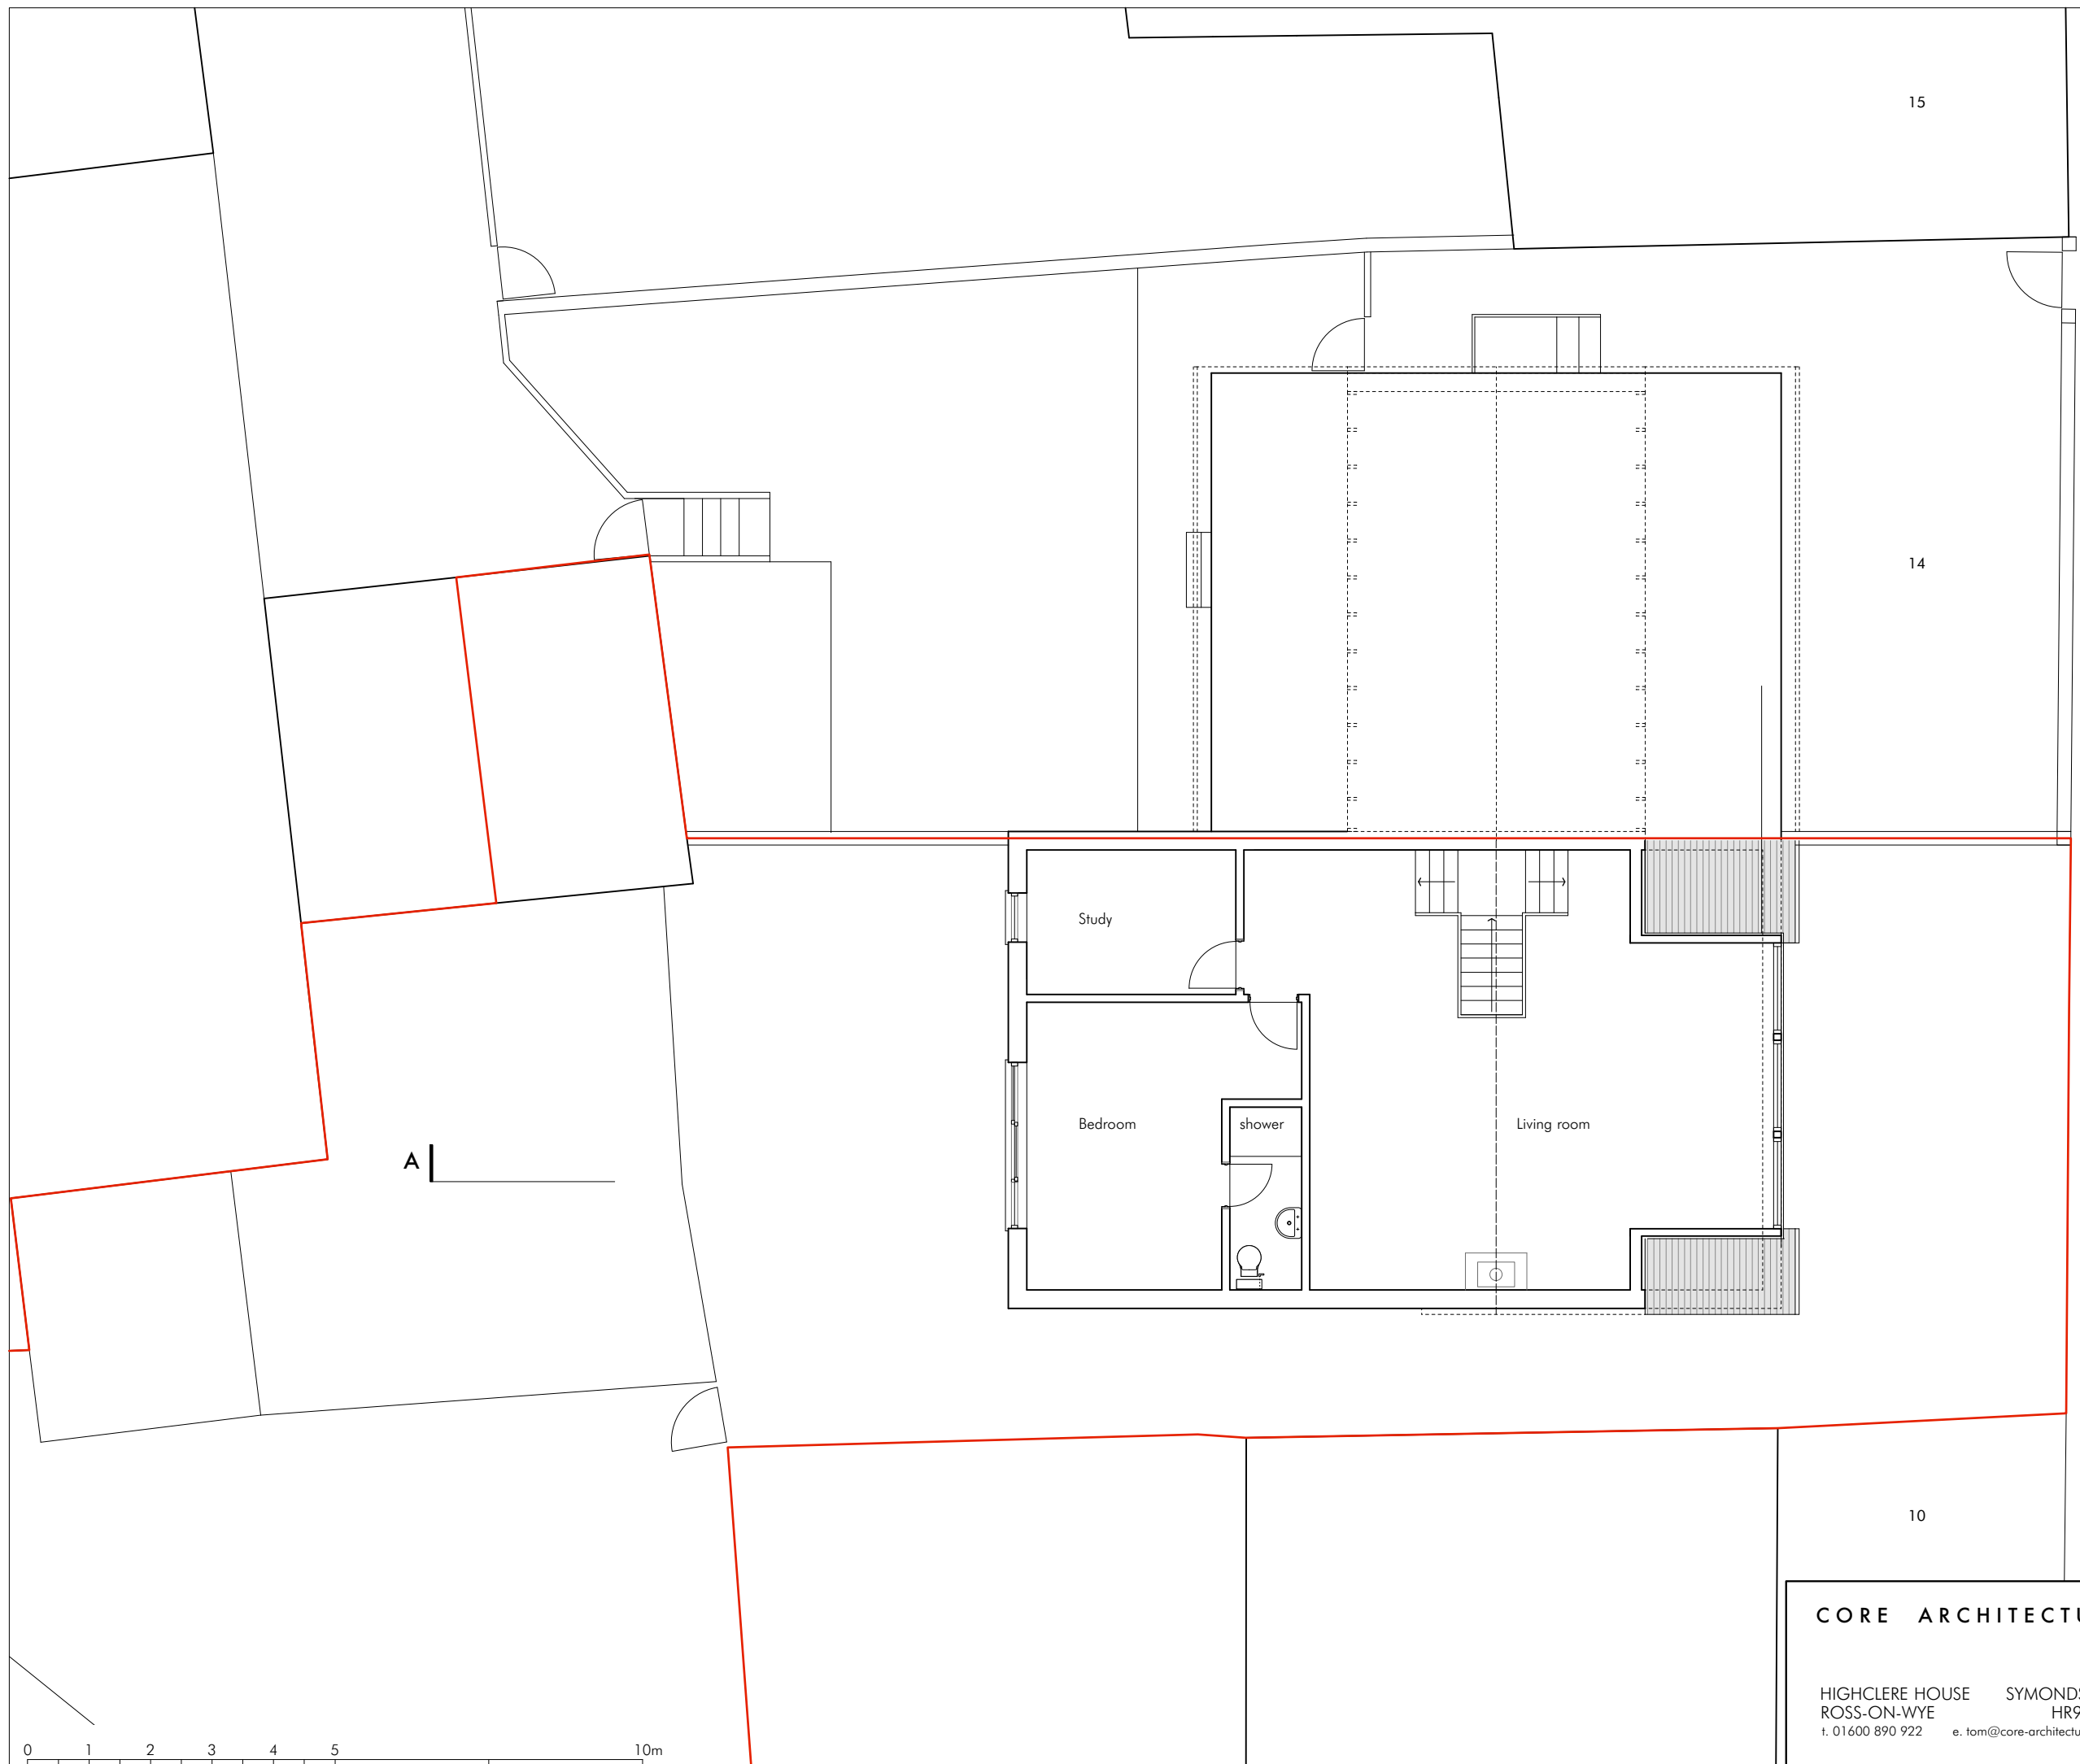 15
14
Study
Bedroom
shower
Living room
A
10
CORE ARCHITECTU
HIGHCLERE HOUSE SYMONDS
ROSS-ON-WYE HR9
t. 01600 890 922 e. tom@core-architectu
0 1 2 3 4 5 10m